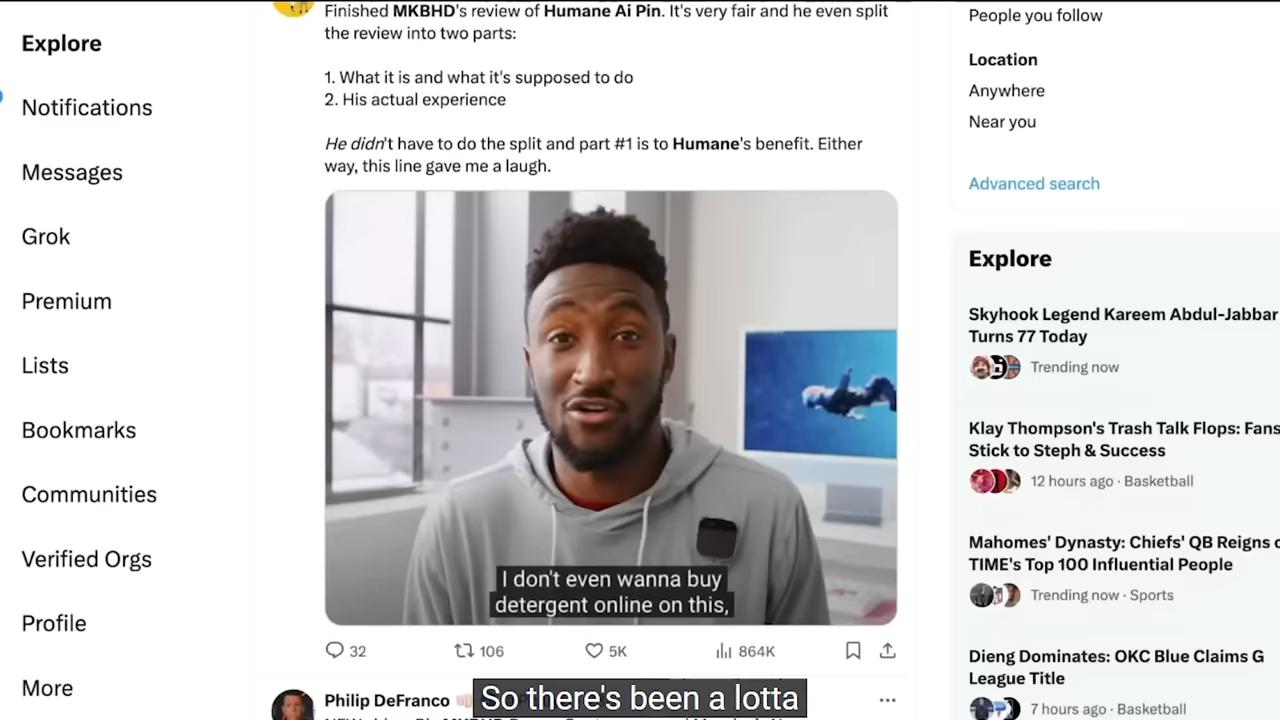 Explore
Notifications
Messages
Grok
Premium
Lists
Bookmarks
Communities
Verified Orgs
Profile
More
Finished MKBHD's review of Humane Ai Pin. It's very fair and he even split
the review into two parts:
1. What it is and what it's supposed to do
2. His actual experience
He didn't have to do the split and part #1 is to Humane's benefit. Either
way, this line gave me a laugh.
I don't even wanna buy
detergent online on this,
32
106
5K
864K
Philip DeFranco
So there's been a lotta
People you follow
Location
Anywhere
Near you
Advanced search
Explore
Skyhook Legend Kareem Abdul-Jabbar
Turns 77 Today
Trending now
Klay Thompson's Trash Talk Flops: Fans
Stick to Steph & Success
12 hours ago · Basketball
Mahomes' Dynasty: Chiefs' QB Reigns
TIME's Top 100 Influential People
Trending now · Sports
Dieng Dominates: OKC Blue Claims G
League Title
7 hours ago · Basketball